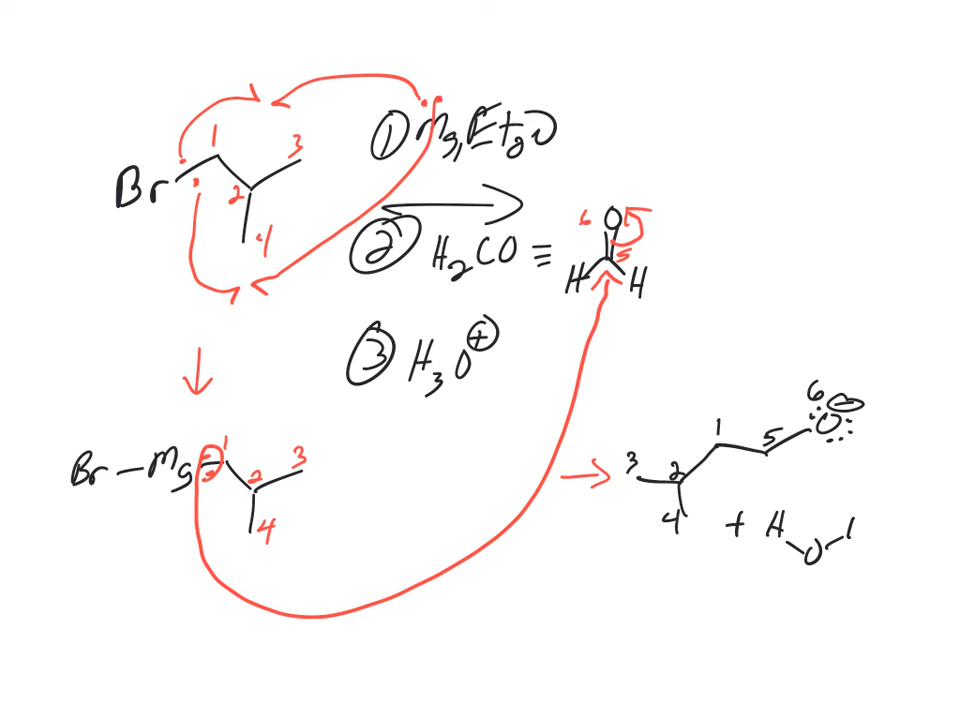 ① Mg, Et2O
1 3
Br
2
4
② H2CO ≡
6 O
5
H H
③ H3O⊕
Br—Mg 1 2 3
4
6
1 5 O ⊖
3 2
4
+ H O